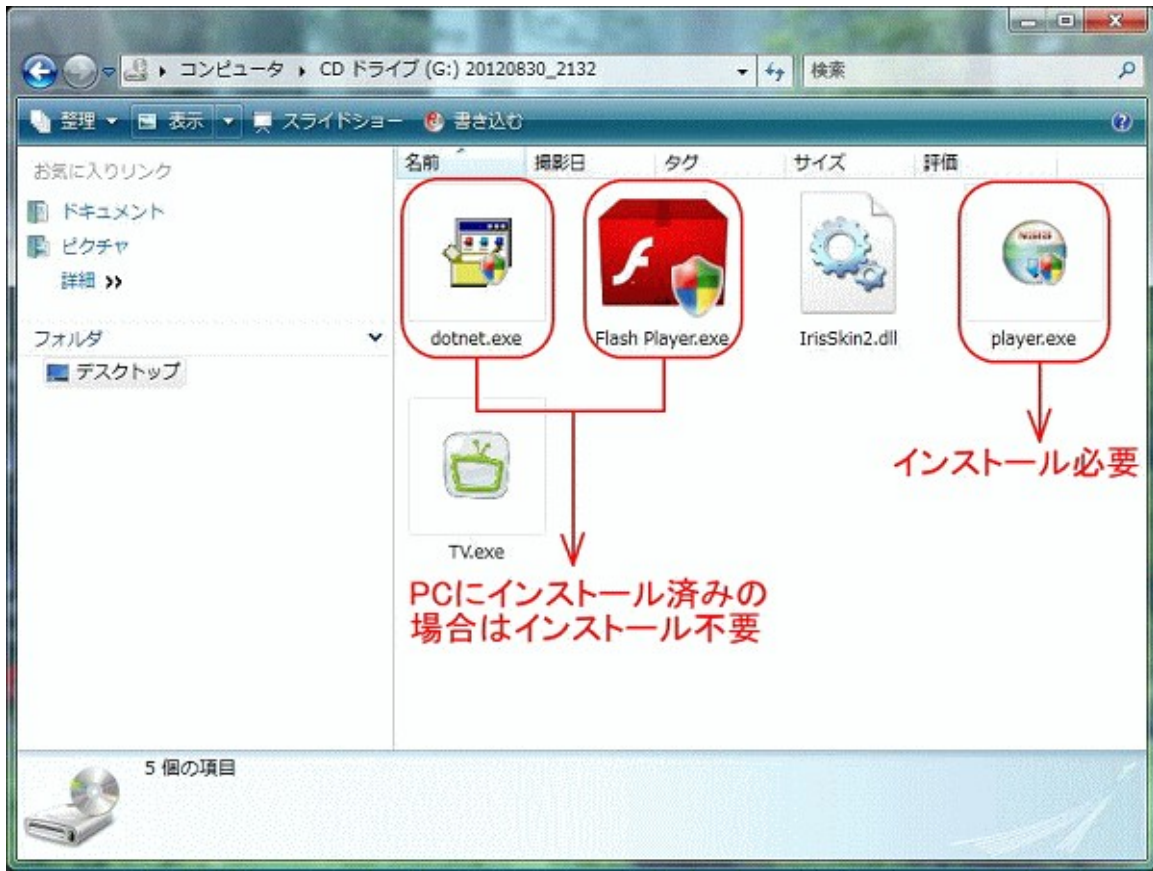 コンピュータ CD ドライブ (G:) 20120830_2132 検索
整理 表示 スライドショー 書き込む
お気に入りリンク
ドキュメント
ピクチャ
詳細 »
フォルダ
デスクトップ
名前 撮影日 タグ サイズ 評価
dotnet.exe Flash Player.exe IrisSkin2.dll player.exe
インストール必要
TV.exe
PCにインストール済みの
場合はインストール不要
5 個の項目